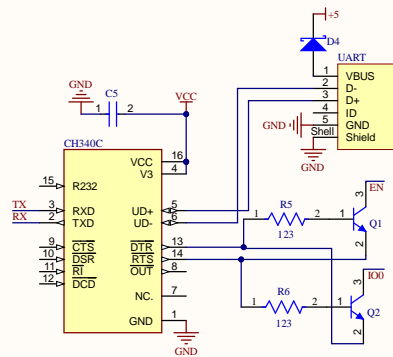 +5
D4
UART
1 VBUS
2 D-
3 D+
4 ID
5 GND
Shell Shield
GND
GND
GND
C5
1 2
VCC
CH340C
VCC 16
V3 4
15 R232
TX 3 RXD
RX 2 TXD
UD+ 5
UD- 6
9 CTS
10 DSR
11 RI
12 DCD
DTR 13
RTS 14
OUT 8
NC. 7
GND 1
GND
R5
1 2
123
EN
3
1 Q1
2
R6
1 2
123
IO0
3
1 Q2
2